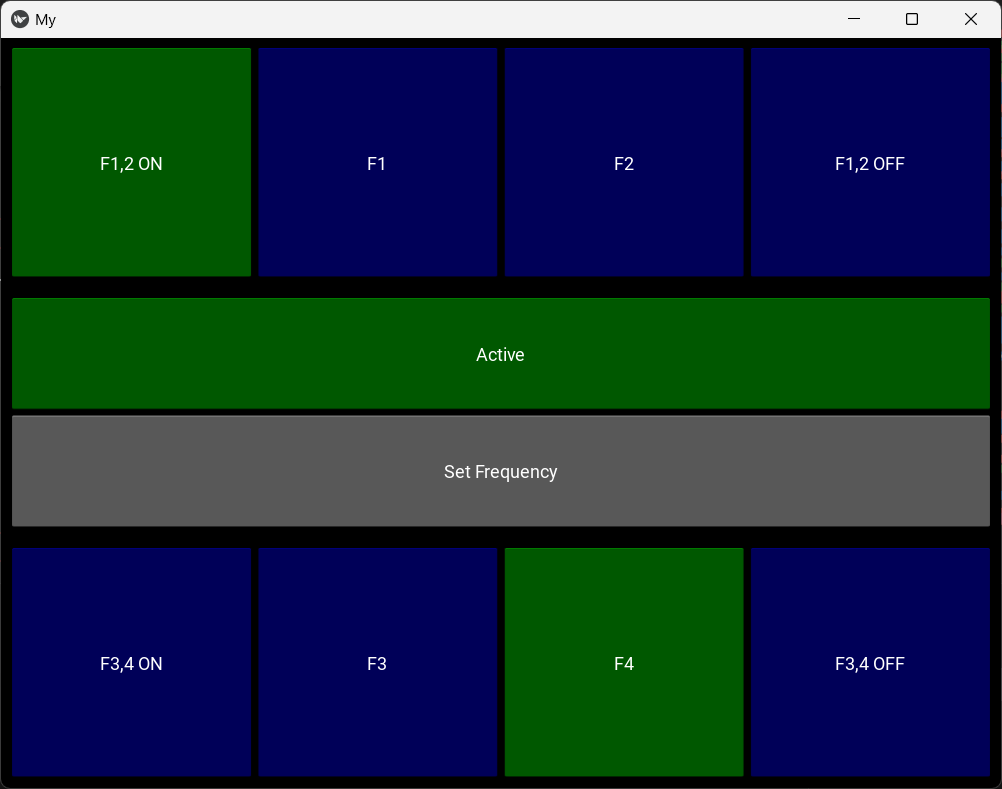 My
F1,2 ON
F1
F2
F1,2 OFF
Active
Set Frequency
F3,4 ON
F3
F4
F3,4 OFF